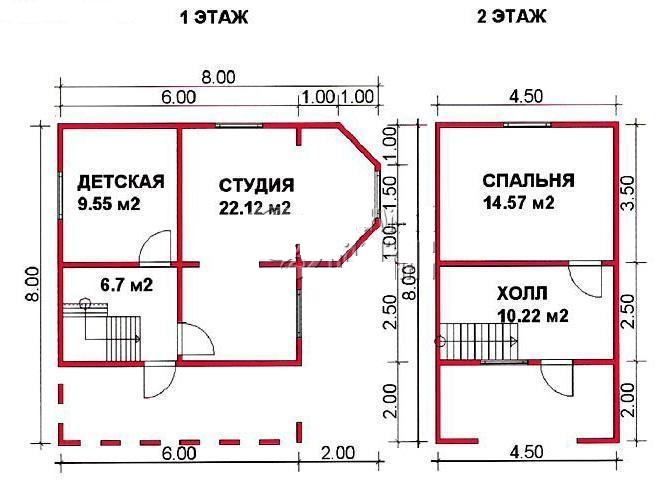 1 ЭТАЖ
2 ЭТАЖ
8.00
6.00
1.00
1.00
4.50
ДЕТСКАЯ
9.55 м2
СТУДИЯ
22.12 м2
1.00
1.50
1.00
2.50
2.00
8.00
6.7 м2
6.00
2.00
8.00
СПАЛЬНЯ
14.57 м2
ХОЛЛ
10.22 м2
3.50
2.50
2.00
4.50